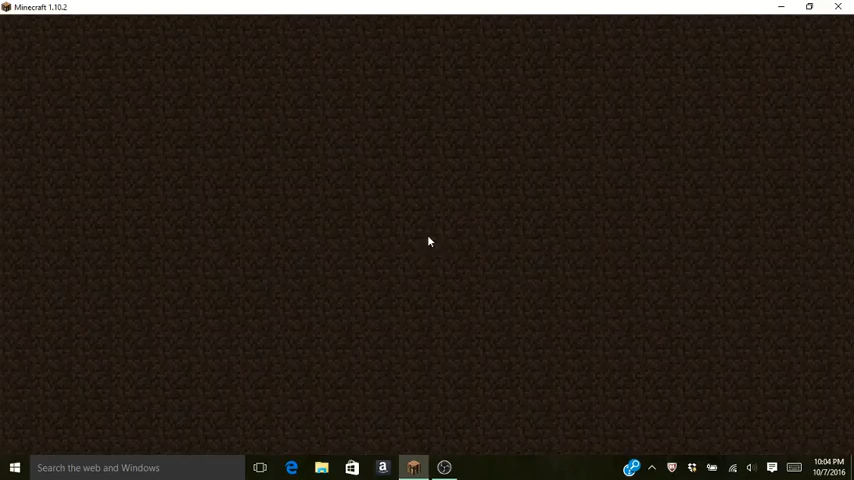 Minecraft 1.10.2
Search the web and Windows
a
10:04 PM
10/7/2016